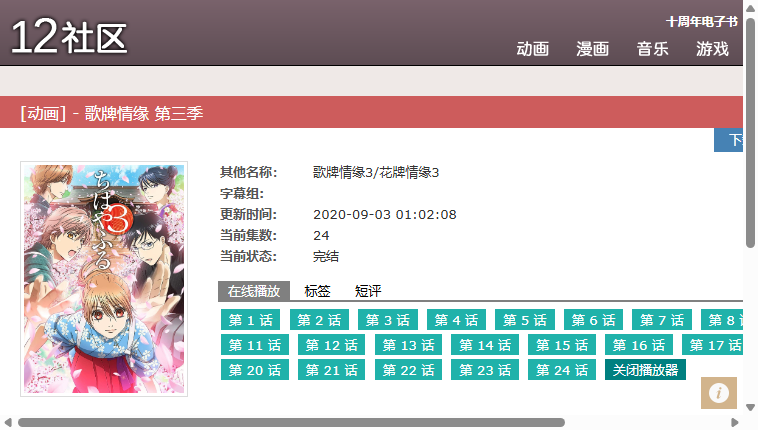 12社区
十周年电子书
动画 漫画 音乐 游戏
[动画] - 歌牌情缘 第三季
ちはやふる
3
其他名称: 歌牌情缘3/花牌情缘3
字幕组:
更新时间: 2020-09-03 01:02:08
当前集数: 24
当前状态: 完结
在线播放 标签 短评
第 1 话 第 2 话 第 3 话 第 4 话 第 5 话 第 6 话 第 7 话 第 8
第 11 话 第 12 话 第 13 话 第 14 话 第 15 话 第 16 话 第 17 话
第 20 话 第 21 话 第 22 话 第 23 话 第 24 话 关闭播放器